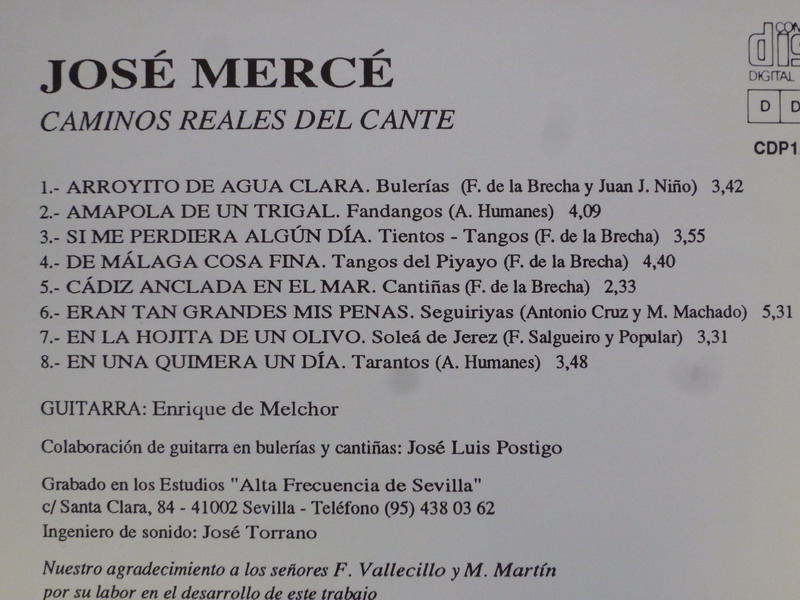 JOSÉ MERCÉ
CAMINOS REALES DEL CANTE
DIGITAL
D D
CDP1
1.- ARROYITO DE AGUA CLARA. Bulerías (F. de la Brecha y Juan J. Niño) 3,42
2.- AMAPOLA DE UN TRIGAL. Fandangos (A. Humanes) 4,09
3.- SI ME PERDIERA ALGÚN DÍA. Tientos - Tangos (F. de la Brecha) 3,55
4.- DE MÁLAGA COSA FINA. Tangos del Piyayo (F. de la Brecha) 4,40
5.- CÁDIZ ANCLADA EN EL MAR. Cantiñas (F. de la Brecha) 2,33
6.- ERAN TAN GRANDES MIS PENAS. Seguiriyas (Antonio Cruz y M. Machado) 5,31
7.- EN LA HOJITA DE UN OLIVO. Soleá de Jerez (F. Salgueiro y Popular) 3,31
8.- EN UNA QUIMERA UN DÍA. Tarantos (A. Humanes) 3,48
GUITARRA: Enrique de Melchor
Colaboración de guitarra en bulerías y cantiñas: José Luis Postigo
Grabado en los Estudios "Alta Frecuencia de Sevilla"
c/ Santa Clara, 84 - 41002 Sevilla - Teléfono (95) 438 03 62
Ingeniero de sonido: José Torrano
Nuestro agradecimiento a los señores F. Vallecillo y M. Martín
por su labor en el desarrollo de este trabajo